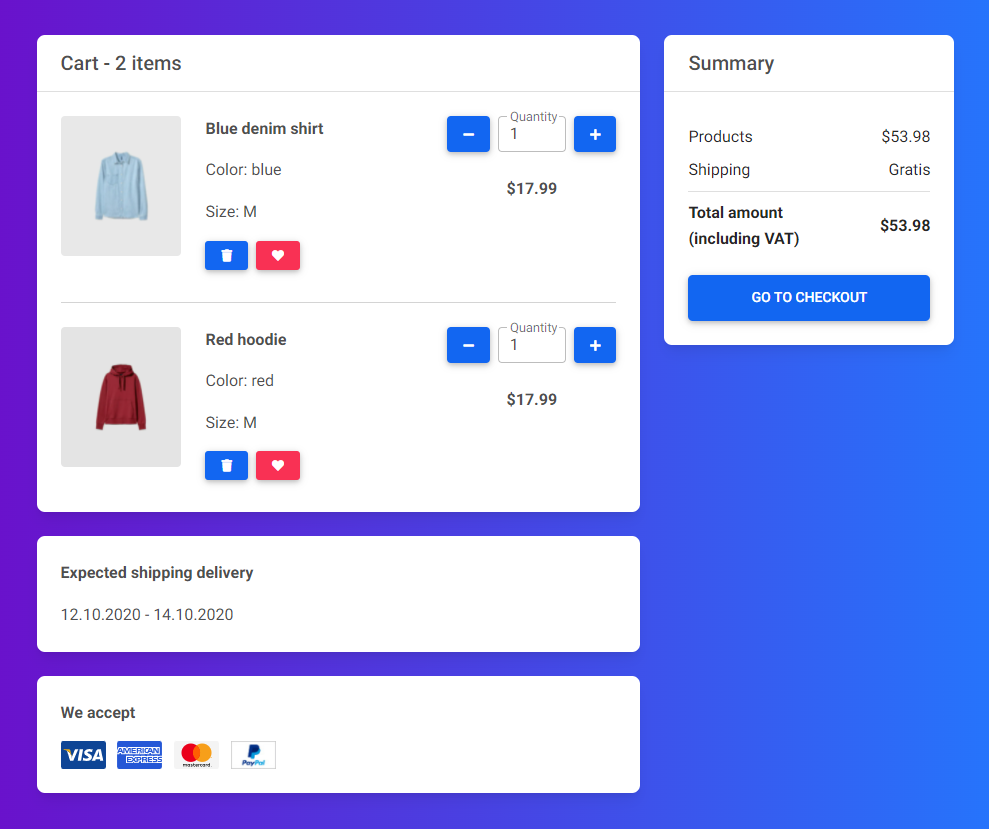 Cart - 2 items
Blue denim shirt
Color: blue
Size: M
Quantity
1
$17.99
Red hoodie
Color: red
Size: M
Quantity
1
$17.99
Expected shipping delivery
12.10.2020 - 14.10.2020
We accept
VISA
AMERICAN
EXPRESS
mastercard.
PayPal
Summary
Products $53.98
Shipping Gratis
Total amount
(including VAT) $53.98
GO TO CHECKOUT